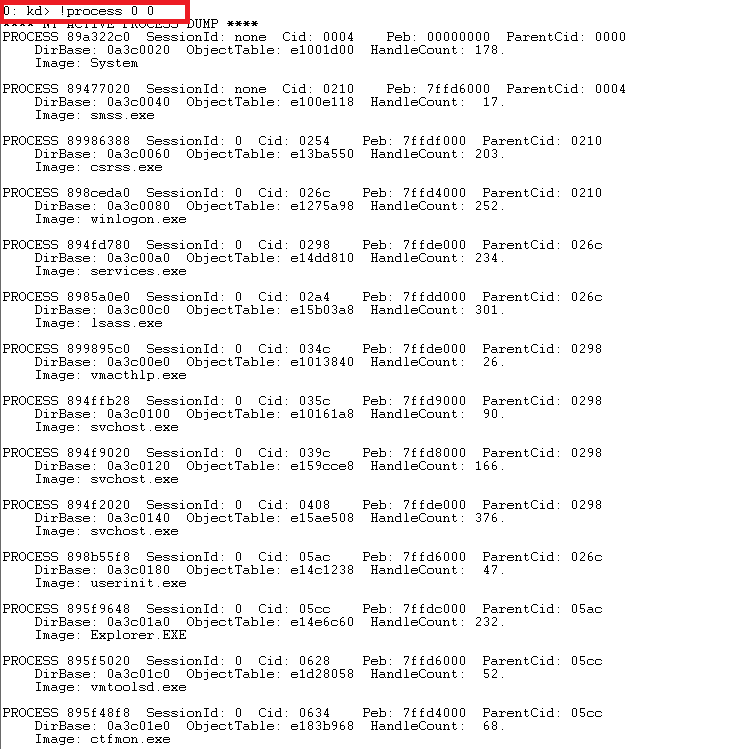 0: kd> !process 0 0
**** NT ACTIVE PROCESS DUMP ****
PROCESS 89a322c0  SessionId: none  Cid: 0004    Peb: 00000000  ParentCid: 0000
    DirBase: 0a3c0020  ObjectTable: e1001d00  HandleCount: 178.
    Image: System

PROCESS 89477020  SessionId: none  Cid: 0210    Peb: 7ffd6000  ParentCid: 0004
    DirBase: 0a3c0040  ObjectTable: e100e118  HandleCount:  17.
    Image: smss.exe

PROCESS 89986388  SessionId: 0  Cid: 0254    Peb: 7ffdf000  ParentCid: 0210
    DirBase: 0a3c0060  ObjectTable: e13ba550  HandleCount: 203.
    Image: csrss.exe

PROCESS 898ceda0  SessionId: 0  Cid: 026c    Peb: 7ffd4000  ParentCid: 0210
    DirBase: 0a3c0080  ObjectTable: e1275a98  HandleCount: 252.
    Image: winlogon.exe

PROCESS 894fd780  SessionId: 0  Cid: 0298    Peb: 7ffde000  ParentCid: 026c
    DirBase: 0a3c00a0  ObjectTable: e14dd810  HandleCount: 234.
    Image: services.exe

PROCESS 8985a0e0  SessionId: 0  Cid: 02a4    Peb: 7ffdd000  ParentCid: 026c
    DirBase: 0a3c00c0  ObjectTable: e15b03a8  HandleCount: 301.
    Image: lsass.exe

PROCESS 899895c0  SessionId: 0  Cid: 034c    Peb: 7ffde000  ParentCid: 0298
    DirBase: 0a3c00e0  ObjectTable: e1013840  HandleCount:  26.
    Image: vmacthlp.exe

PROCESS 894ffb28  SessionId: 0  Cid: 035c    Peb: 7ffd9000  ParentCid: 0298
    DirBase: 0a3c0100  ObjectTable: e10161a8  HandleCount:  90.
    Image: svchost.exe

PROCESS 894f9020  SessionId: 0  Cid: 039c    Peb: 7ffd8000  ParentCid: 0298
    DirBase: 0a3c0120  ObjectTable: e159cce8  HandleCount: 166.
    Image: svchost.exe

PROCESS 894f2020  SessionId: 0  Cid: 0408    Peb: 7ffde000  ParentCid: 0298
    DirBase: 0a3c0140  ObjectTable: e15ae508  HandleCount: 376.
    Image: svchost.exe

PROCESS 898b55f8  SessionId: 0  Cid: 05ac    Peb: 7ffd6000  ParentCid: 026c
    DirBase: 0a3c0180  ObjectTable: e14c1238  HandleCount:  47.
    Image: userinit.exe

PROCESS 895f9648  SessionId: 0  Cid: 05cc    Peb: 7ffdc000  ParentCid: 05ac
    DirBase: 0a3c01a0  ObjectTable: e14e6c60  HandleCount: 232.
    Image: Explorer.EXE

PROCESS 895f5020  SessionId: 0  Cid: 0628    Peb: 7ffd6000  ParentCid: 05cc
    DirBase: 0a3c01c0  ObjectTable: e1d28058  HandleCount:  52.
    Image: vmtoolsd.exe

PROCESS 895f48f8  SessionId: 0  Cid: 0634    Peb: 7ffd4000  ParentCid: 05cc
    DirBase: 0a3c01e0  ObjectTable: e183b968  HandleCount:  68.
    Image: ctfmon.exe